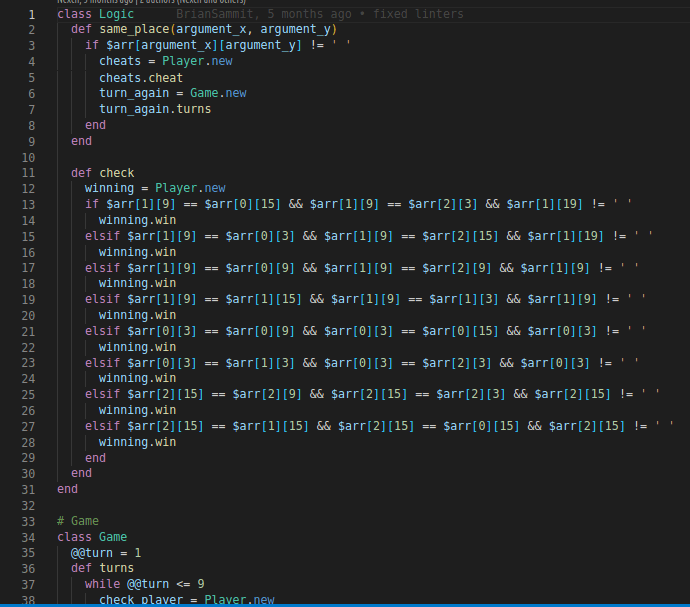 Nexch, 5 months ago | 2 authors (Nexch and others)
1 class Logic BrianSammit, 5 months ago • fixed linters
2 def same_place(argument_x, argument_y)
3 if $arr[argument_x][argument_y] != ' '
4 cheats = Player.new
5 cheats.cheat
6 turn_again = Game.new
7 turn_again.turns
8 end
9 end
10
11 def check
12 winning = Player.new
13 if $arr[1][9] == $arr[0][15] && $arr[1][9] == $arr[2][3] && $arr[1][19] != ' '
14 winning.win
15 elsif $arr[1][9] == $arr[0][3] && $arr[1][9] == $arr[2][15] && $arr[1][19] != ' '
16 winning.win
17 elsif $arr[1][9] == $arr[0][9] && $arr[1][9] == $arr[2][9] && $arr[1][9] != ' '
18 winning.win
19 elsif $arr[1][9] == $arr[1][15] && $arr[1][9] == $arr[1][3] && $arr[1][9] != ' '
20 winning.win
21 elsif $arr[0][3] == $arr[0][9] && $arr[0][3] == $arr[0][15] && $arr[0][3] != ' '
22 winning.win
23 elsif $arr[0][3] == $arr[1][3] && $arr[0][3] == $arr[2][3] && $arr[0][3] != ' '
24 winning.win
25 elsif $arr[2][15] == $arr[2][9] && $arr[2][15] == $arr[2][3] && $arr[2][15] != ' '
26 winning.win
27 elsif $arr[2][15] == $arr[1][15] && $arr[2][15] == $arr[0][15] && $arr[2][15] != ' '
28 winning.win
29 end
30 end
31 end
32
33 # Game
34 class Game
35 @@turn = 1
36 def turns
37 while @@turn <= 9
38 check_player = Player.new